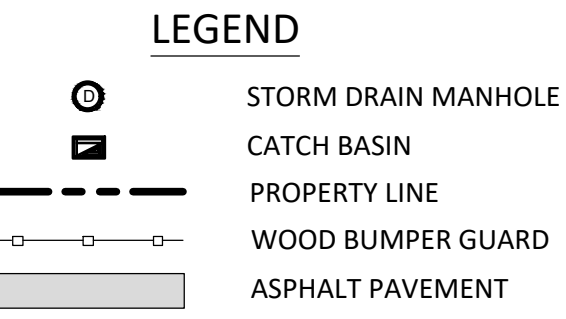 LEGEND
D STORM DRAIN MANHOLE
CATCH BASIN
PROPERTY LINE
WOOD BUMPER GUARD
ASPHALT PAVEMENT